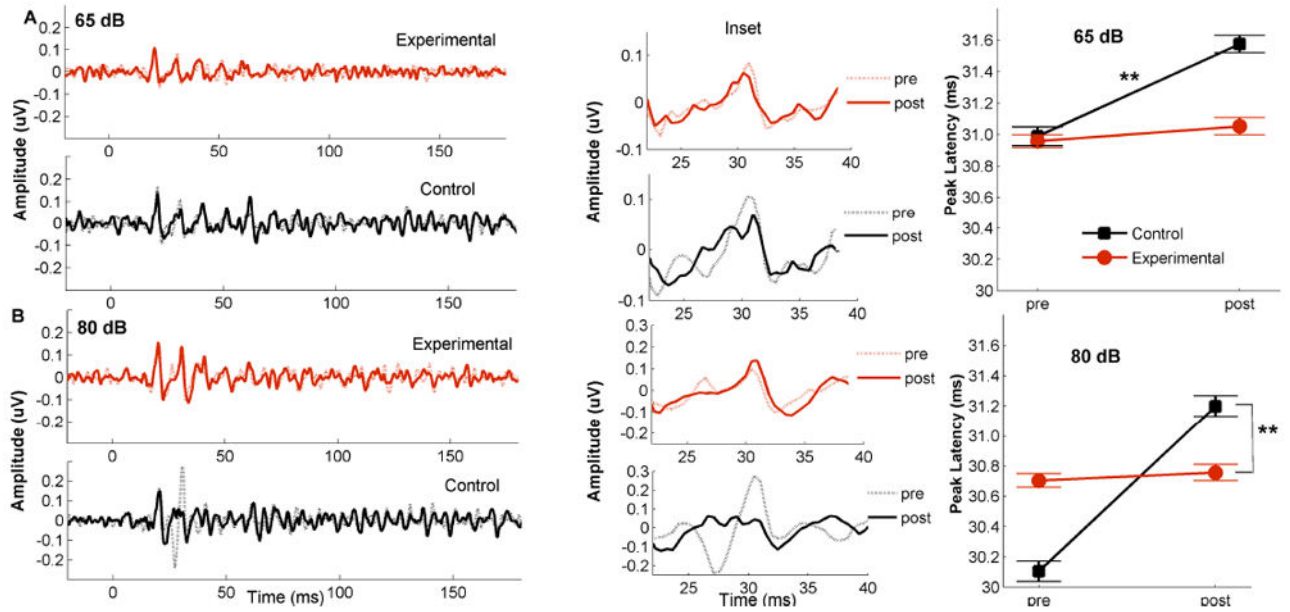 A 65 dB
Experimental
0.2
0.1
0
-0.1
-0.2
0 50 100 150
Control
0.2
0.1
0
-0.1
-0.2
0 50 100 150
Amplitude (uV)
Inset
pre
post
0.1
0
-0.1
25 30 35 40
pre
post
0.1
0
-0.1
25 30 35 40
Amplitude (uV)
65 dB
**
Control
Experimental
31.6
31.4
31.2
31.0
30.8
30.6
30.4
30.2
30
pre post
Peak Latency (ms)
B 80 dB
Experimental
0.2
0.1
0
-0.1
-0.2
0 50 100 150
Control
0.2
0.1
0
-0.1
-0.2
0 50 100 150
Time (ms)
Amplitude (uV)
pre
post
0.3
0.2
0.1
0
-0.1
-0.2
25 30 35 40
pre
post
0.3
0.2
0.1
0
-0.1
-0.2
25 30 35 40
Time (ms)
Amplitude (uV)
80 dB
**
31.6
31.4
31.2
31.0
30.8
30.6
30.4
30.2
30
pre post
Peak Latency (ms)